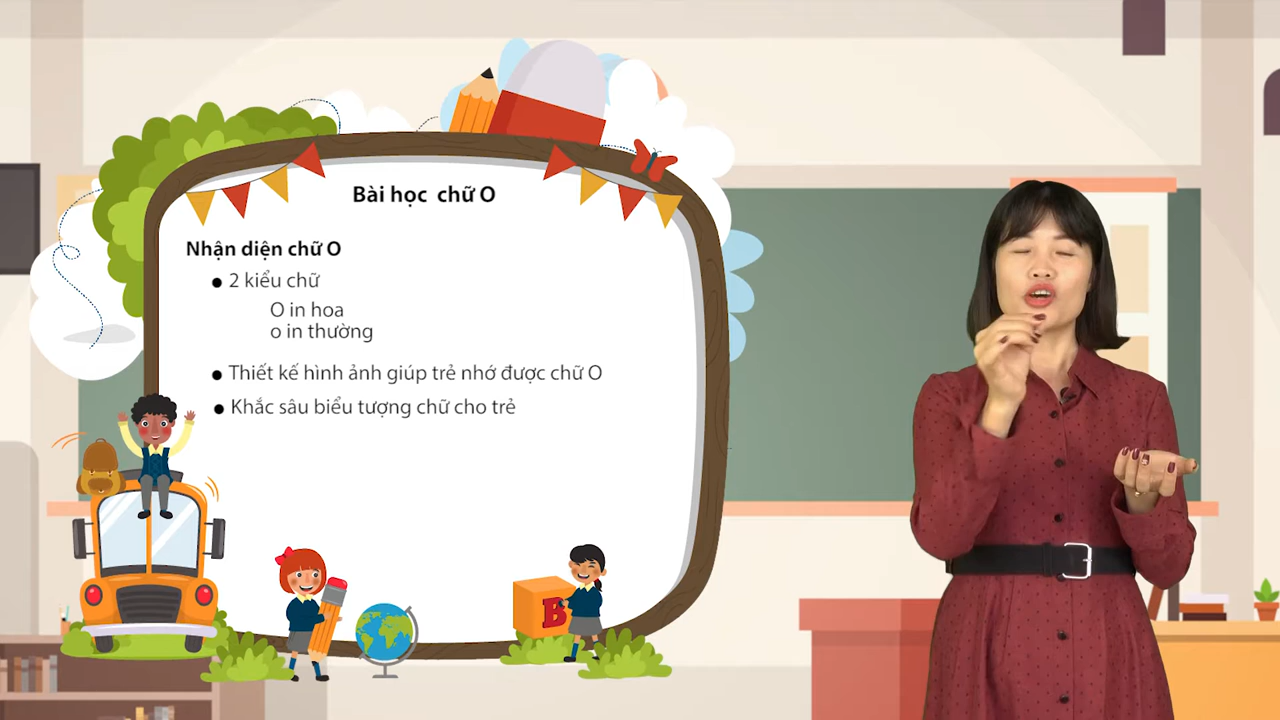 Bài học chữ O
Nhận diện chữ O
● 2 kiểu chữ
O in hoa
o in thường
● Thiết kế hình ảnh giúp trẻ nhớ được chữ O
● Khắc sâu biểu tượng chữ cho trẻ
B